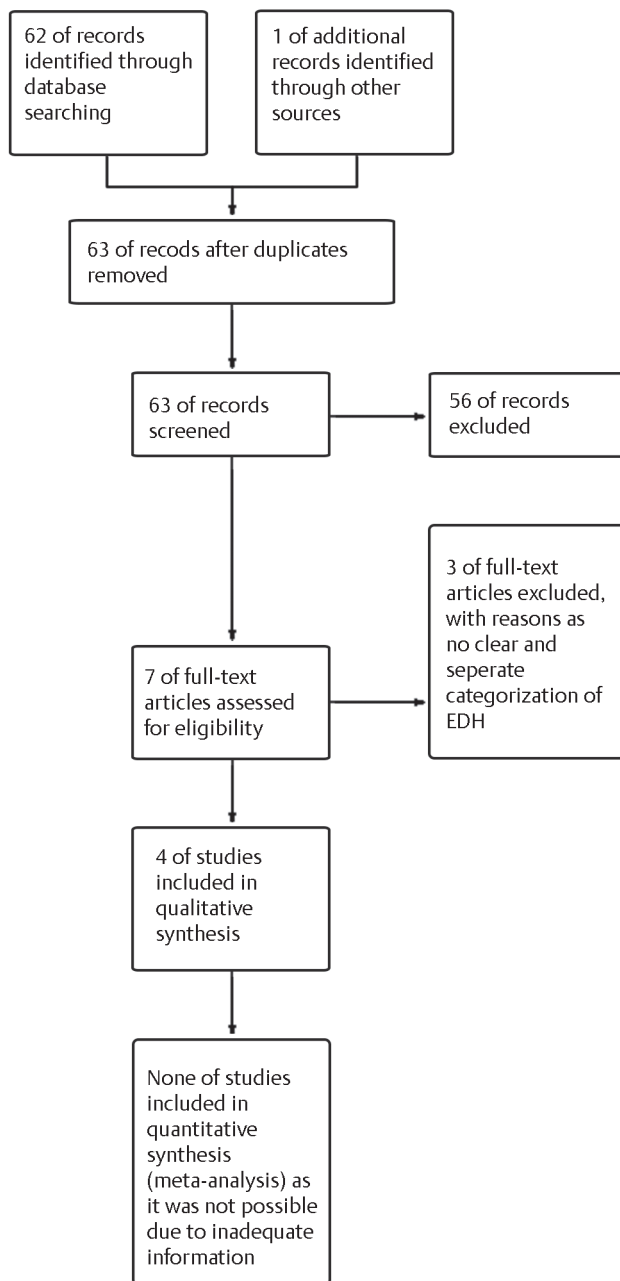 62 of records
identified through
database
searching
1 of additional
records identified
through other
sources
63 of recods after duplicates
removed
63 of records
screened
56 of records
excluded
3 of full-text
articles excluded,
with reasons as
no clear and
seperate
categorization of
EDH
7 of full-text
articles assessed
for eligibility
4 of studies
included in
qualitative
synthesis
None of studies
included in
quantitative
synthesis
(meta-analysis) as
it was not possible
due to inadequate
information